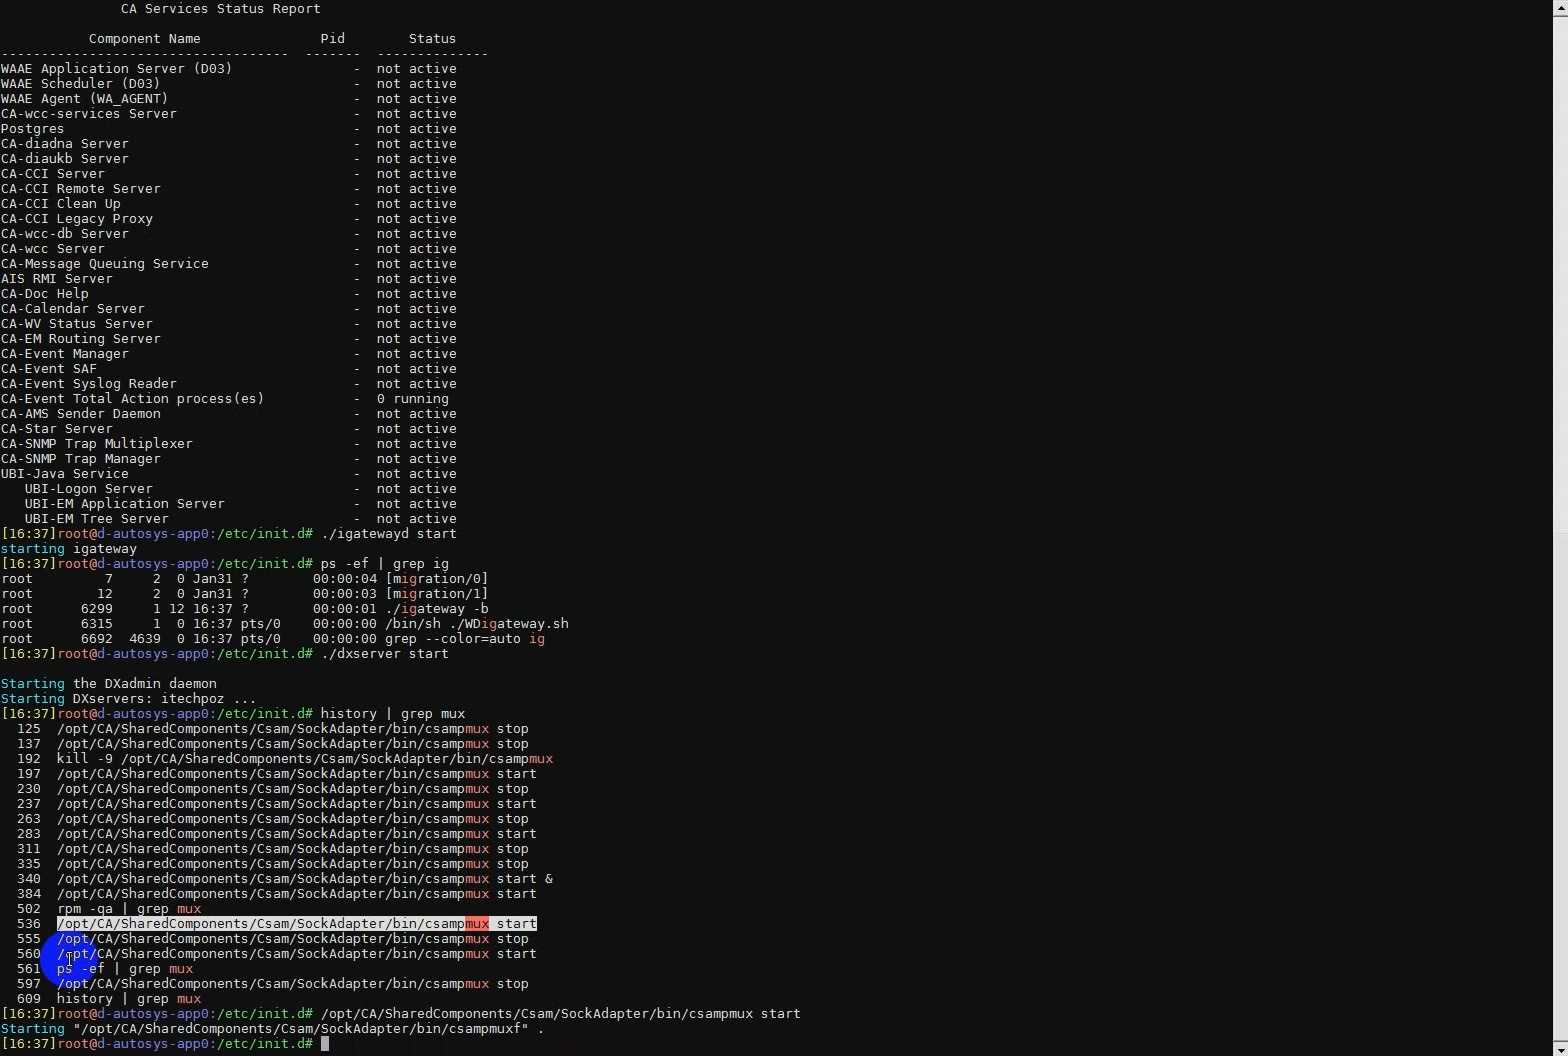 CA Services Status Report
Component Name Pid Status
------------------------------------ ------- --------------
WAAE Application Server (D03) - not active
WAAE Scheduler (D03) - not active
WAAE Agent (WA_AGENT) - not active
CA-wcc-services Server - not active
Postgres - not active
CA-diadna Server - not active
CA-diaukb Server - not active
CA-CCI Server - not active
CA-CCI Remote Server - not active
CA-CCI Clean Up - not active
CA-CCI Legacy Proxy - not active
CA-wcc-db Server - not active
CA-wcc Server - not active
CA-Message Queuing Service - not active
AIS RMI Server - not active
CA-Doc Help - not active
CA-Calendar Server - not active
CA-WV Status Server - not active
CA-EM Routing Server - not active
CA-Event Manager - not active
CA-Event SAF - not active
CA-Event Syslog Reader - not active
CA-Event Total Action process(es) - 0 running
CA-AMS Sender Daemon - not active
CA-Star Server - not active
CA-SNMP Trap Multiplexer - not active
CA-SNMP Trap Manager - not active
UBI-Java Service - not active
UBI-Logon Server - not active
UBI-EM Application Server - not active
UBI-EM Tree Server - not active
[16:37]root@d-autosys-app0:/etc/init.d# ./igatewayd start
starting igateway
[16:37]root@d-autosys-app0:/etc/init.d# ps -ef | grep ig
root 7 2 0 Jan31 ? 00:00:04 [migration/0]
root 12 2 0 Jan31 ? 00:00:03 [migration/1]
root 6299 1 12 16:37 ? 00:00:01 ./igateway -b
root 6315 1 0 16:37 pts/0 00:00:00 /bin/sh ./WDigateway.sh
root 6692 4639 0 16:37 pts/0 00:00:00 grep --color=auto ig
[16:37]root@d-autosys-app0:/etc/init.d# ./dxserver start
Starting the DXadmin daemon
Starting DXservers: itechpoz ...
[16:37]root@d-autosys-app0:/etc/init.d# history | grep mux
125 /opt/CA/SharedComponents/Csam/SockAdapter/bin/csampmux stop
137 /opt/CA/SharedComponents/Csam/SockAdapter/bin/csampmux stop
192 kill -9 /opt/CA/SharedComponents/Csam/SockAdapter/bin/csampmux
197 /opt/CA/SharedComponents/Csam/SockAdapter/bin/csampmux start
230 /opt/CA/SharedComponents/Csam/SockAdapter/bin/csampmux stop
237 /opt/CA/SharedComponents/Csam/SockAdapter/bin/csampmux start
263 /opt/CA/SharedComponents/Csam/SockAdapter/bin/csampmux stop
283 /opt/CA/SharedComponents/Csam/SockAdapter/bin/csampmux start
311 /opt/CA/SharedComponents/Csam/SockAdapter/bin/csampmux stop
335 /opt/CA/SharedComponents/Csam/SockAdapter/bin/csampmux stop
340 /opt/CA/SharedComponents/Csam/SockAdapter/bin/csampmux start &
384 /opt/CA/SharedComponents/Csam/SockAdapter/bin/csampmux start
502 rpm -qa | grep mux
536 /opt/CA/SharedComponents/Csam/SockAdapter/bin/csampmux start
555 /opt/CA/SharedComponents/Csam/SockAdapter/bin/csampmux stop
560 /opt/CA/SharedComponents/Csam/SockAdapter/bin/csampmux start
561 ps -ef | grep mux
597 /opt/CA/SharedComponents/Csam/SockAdapter/bin/csampmux stop
609 history | grep mux
[16:37]root@d-autosys-app0:/etc/init.d# /opt/CA/SharedComponents/Csam/SockAdapter/bin/csampmux start
Starting "/opt/CA/SharedComponents/Csam/SockAdapter/bin/csampmuxf" .
[16:37]root@d-autosys-app0:/etc/init.d#